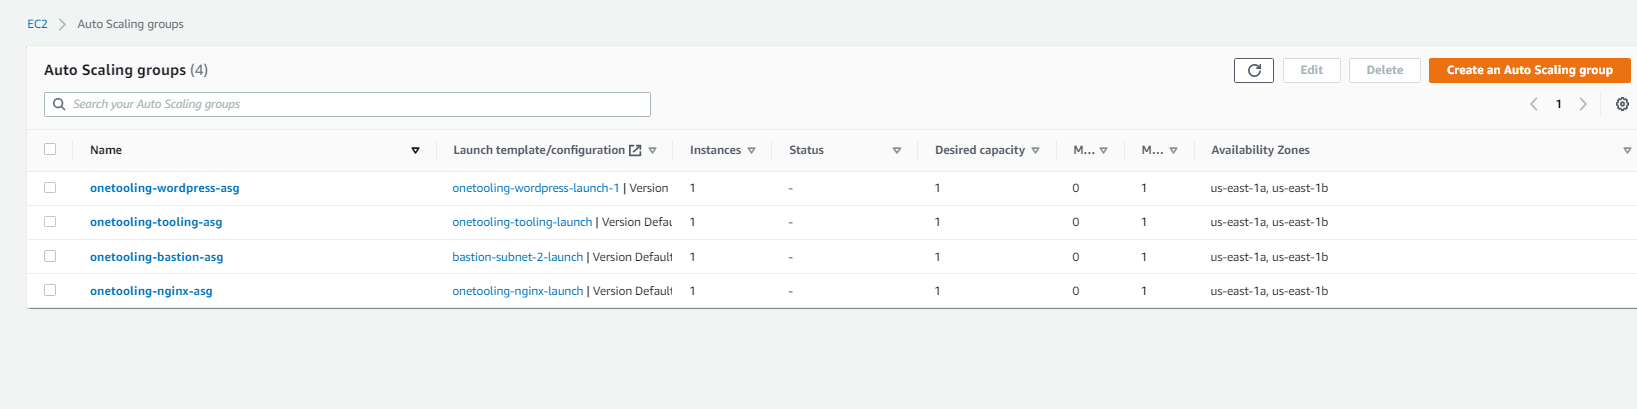 EC2 > Auto Scaling groups
Auto Scaling groups (4)
Edit Delete Create an Auto Scaling group
Search your Auto Scaling groups
1
Name Launch template/configuration Instances Status Desired capacity M... M... Availability Zones
onetooling-wordpress-asg onetooling-wordpress-launch-1 | Version 1 - 1 0 1 us-east-1a, us-east-1b
onetooling-tooling-asg onetooling-tooling-launch | Version Defau 1 - 1 0 1 us-east-1a, us-east-1b
onetooling-bastion-asg bastion-subnet-2-launch | Version Default 1 - 1 0 1 us-east-1a, us-east-1b
onetooling-nginx-asg onetooling-nginx-launch | Version Default 1 - 1 0 1 us-east-1a, us-east-1b